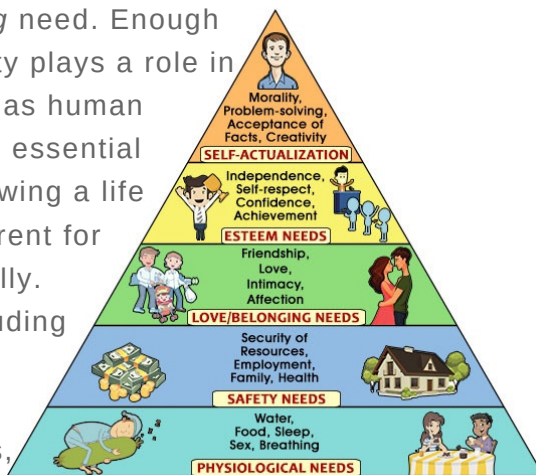 g need. Enough
ty plays a role in
as human
essential
wing a life
rent for
lly.
uding
s,
Morality,
Problem-solving,
Acceptance of
Facts, Creativity
SELF-ACTUALIZATION
Independence,
Self-respect,
Confidence,
Achievement
ESTEEM NEEDS
Friendship,
Love,
Intimacy,
Affection
LOVE/BELONGING NEEDS
Security of
Resources,
Employment,
Family, Health
SAFETY NEEDS
Water,
Food, Sleep,
Sex, Breathing
PHYSIOLOGICAL NEEDS